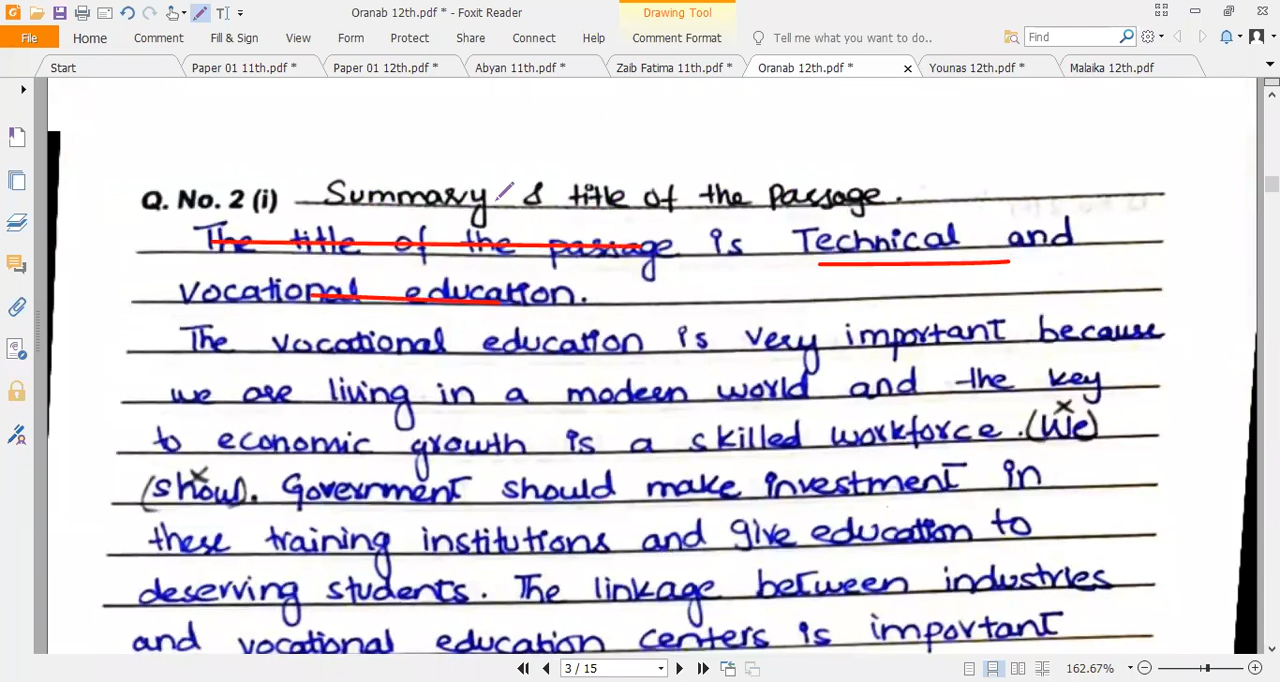 Oranab 12th.pdf * - Foxit Reader
Drawing Tool
File Home Comment Fill & Sign View Form Protect Share Connect Help Comment Format Tell me what you want to do.. Find
Start Paper 01 11th.pdf * Paper 01 12th.pdf * Abyan 11th.pdf * Zaib Fatima 11th.pdf * Oranab 12th.pdf * Younas 12th.pdf * Malaika 12th.pdf
Q. No. 2 (i) Summary & title of the passage.
The title of the passage is Technical and
vocational education.
The vocational education is very important because
we are living in a modern world and the key
to economic growth is a skilled workforce. (We)
(shoul). Government should make investment in
these training institutions and give education to
deserving students. The linkage between industries
and vocational education centers is important
3 / 15 162.67%